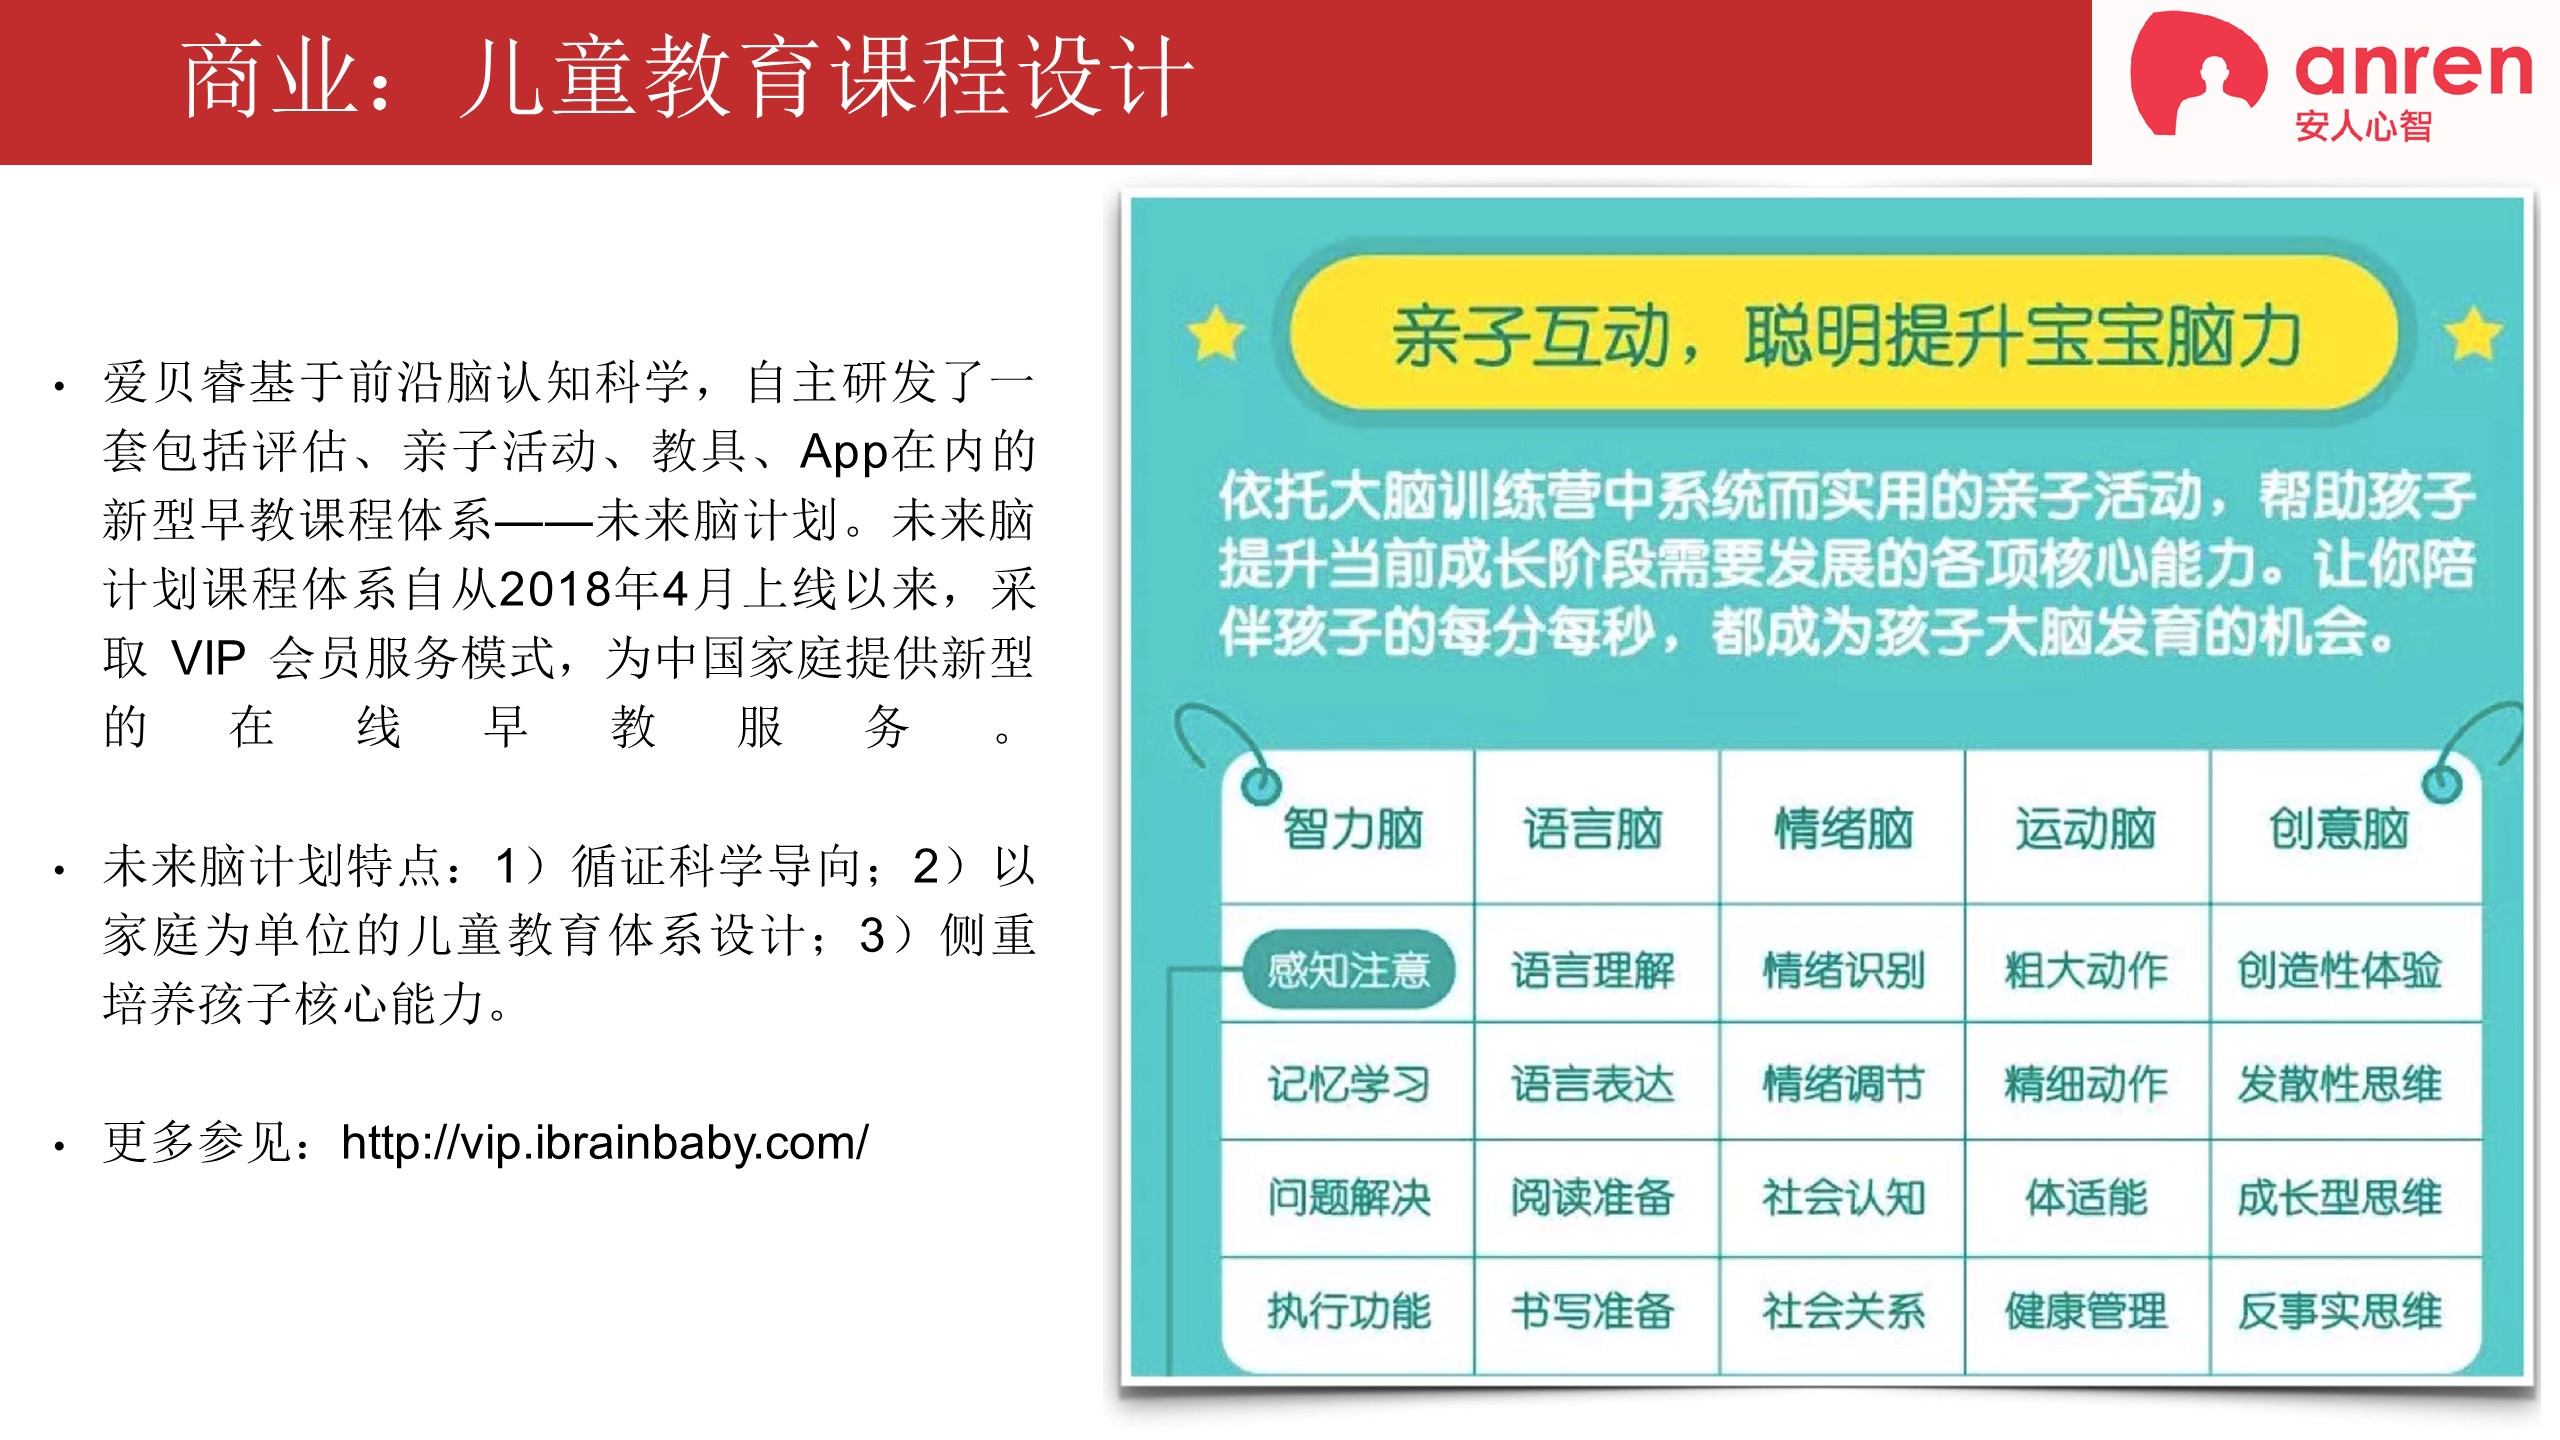 商业：儿童教育课程设计
anren
安人心智
• 爱贝睿基于前沿脑认知科学，自主研发了一
套包括评估、亲子活动、教具、App在内的
新型早教课程体系——未来脑计划。未来脑
计划课程体系自从2018年4月上线以来，采
取 VIP 会员服务模式，为中国家庭提供新型
的在线早教服务。
• 未来脑计划特点：1）循证科学导向；2）以
家庭为单位的儿童教育体系设计；3）侧重
培养孩子核心能力。
• 更多参见：http://vip.ibrainbaby.com/
亲子互动，聪明提升宝宝脑力
依托大脑训练营中系统而实用的亲子活动，帮助孩子
提升当前成长阶段需要发展的各项核心能力。让你陪
伴孩子的每分每秒，都成为孩子大脑发育的机会。
智力脑 语言脑 情绪脑 运动脑 创意脑
感知注意 语言理解 情绪识别 粗大动作 创造性体验
记忆学习 语言表达 情绪调节 精细动作 发散性思维
问题解决 阅读准备 社会认知 体适能 成长型思维
执行功能 书写准备 社会关系 健康管理 反事实思维